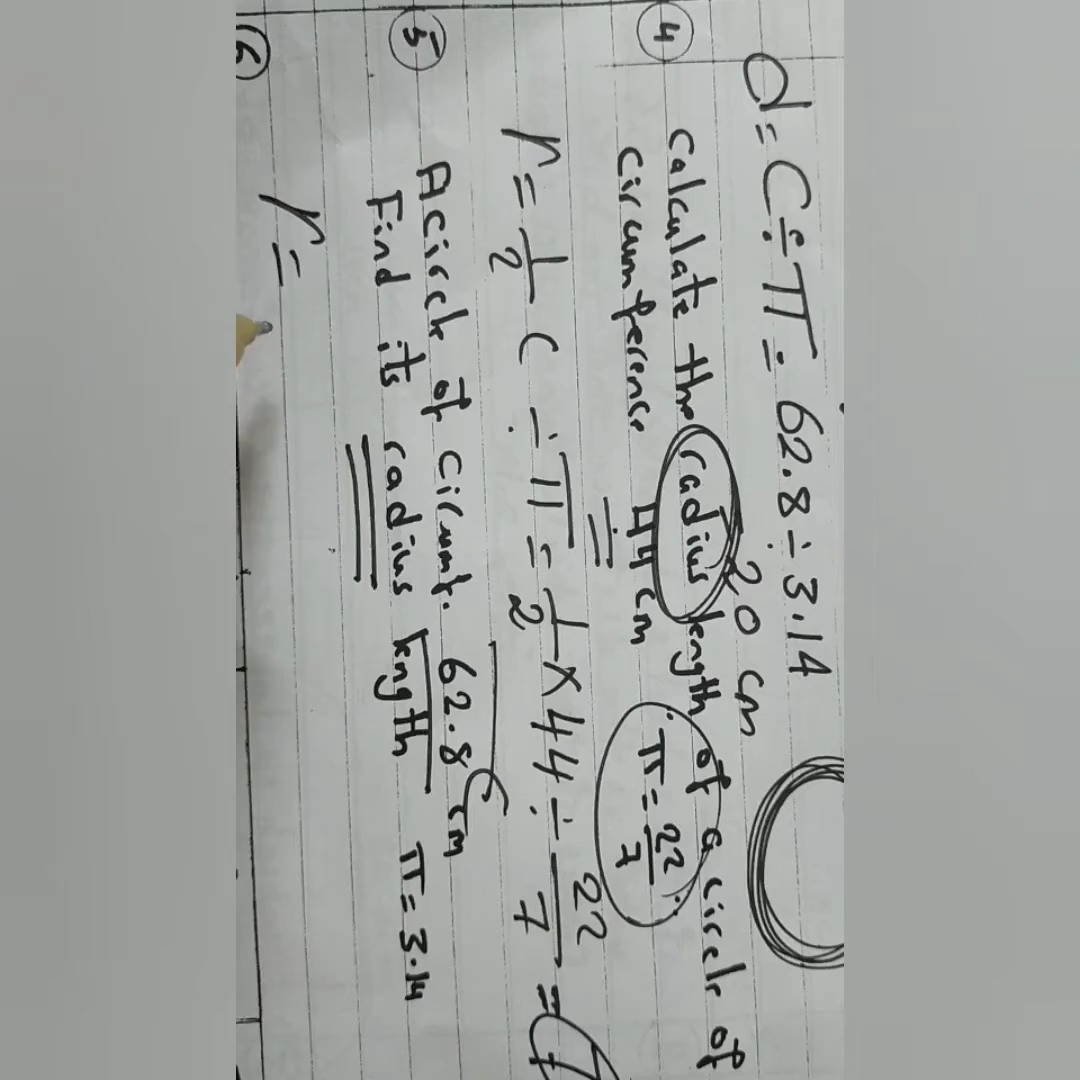 d = C ÷ π = 62.8 ÷ 3.14
20 cm
④ calculate the radius length of a circle of
circumference 44 cm π = 22/7
r = 1/2 C ÷ π = 1/2 × 44 ÷ 22/7 =
⑤ A circle of circumf. 62.8 cm
Find its radius length π = 3.14
⑥ r =